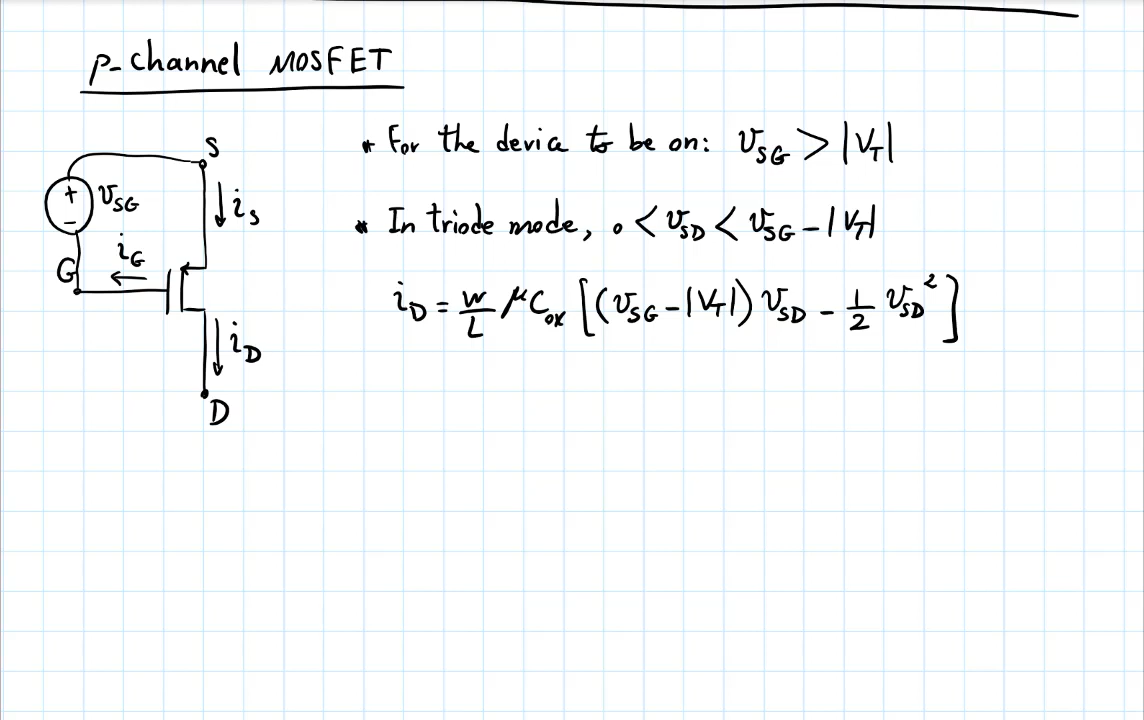 p-channel MOSFET
* For the device to be on: v_SG > |V_T|
* In triode mode, 0 < v_SD < v_SG - |V_T|
i_D = W/L μC_ox [(v_SG - |V_T|) v_SD - 1/2 v_SD²]
S
+
-
v_SG
i_S
i_G
G
i_D
D